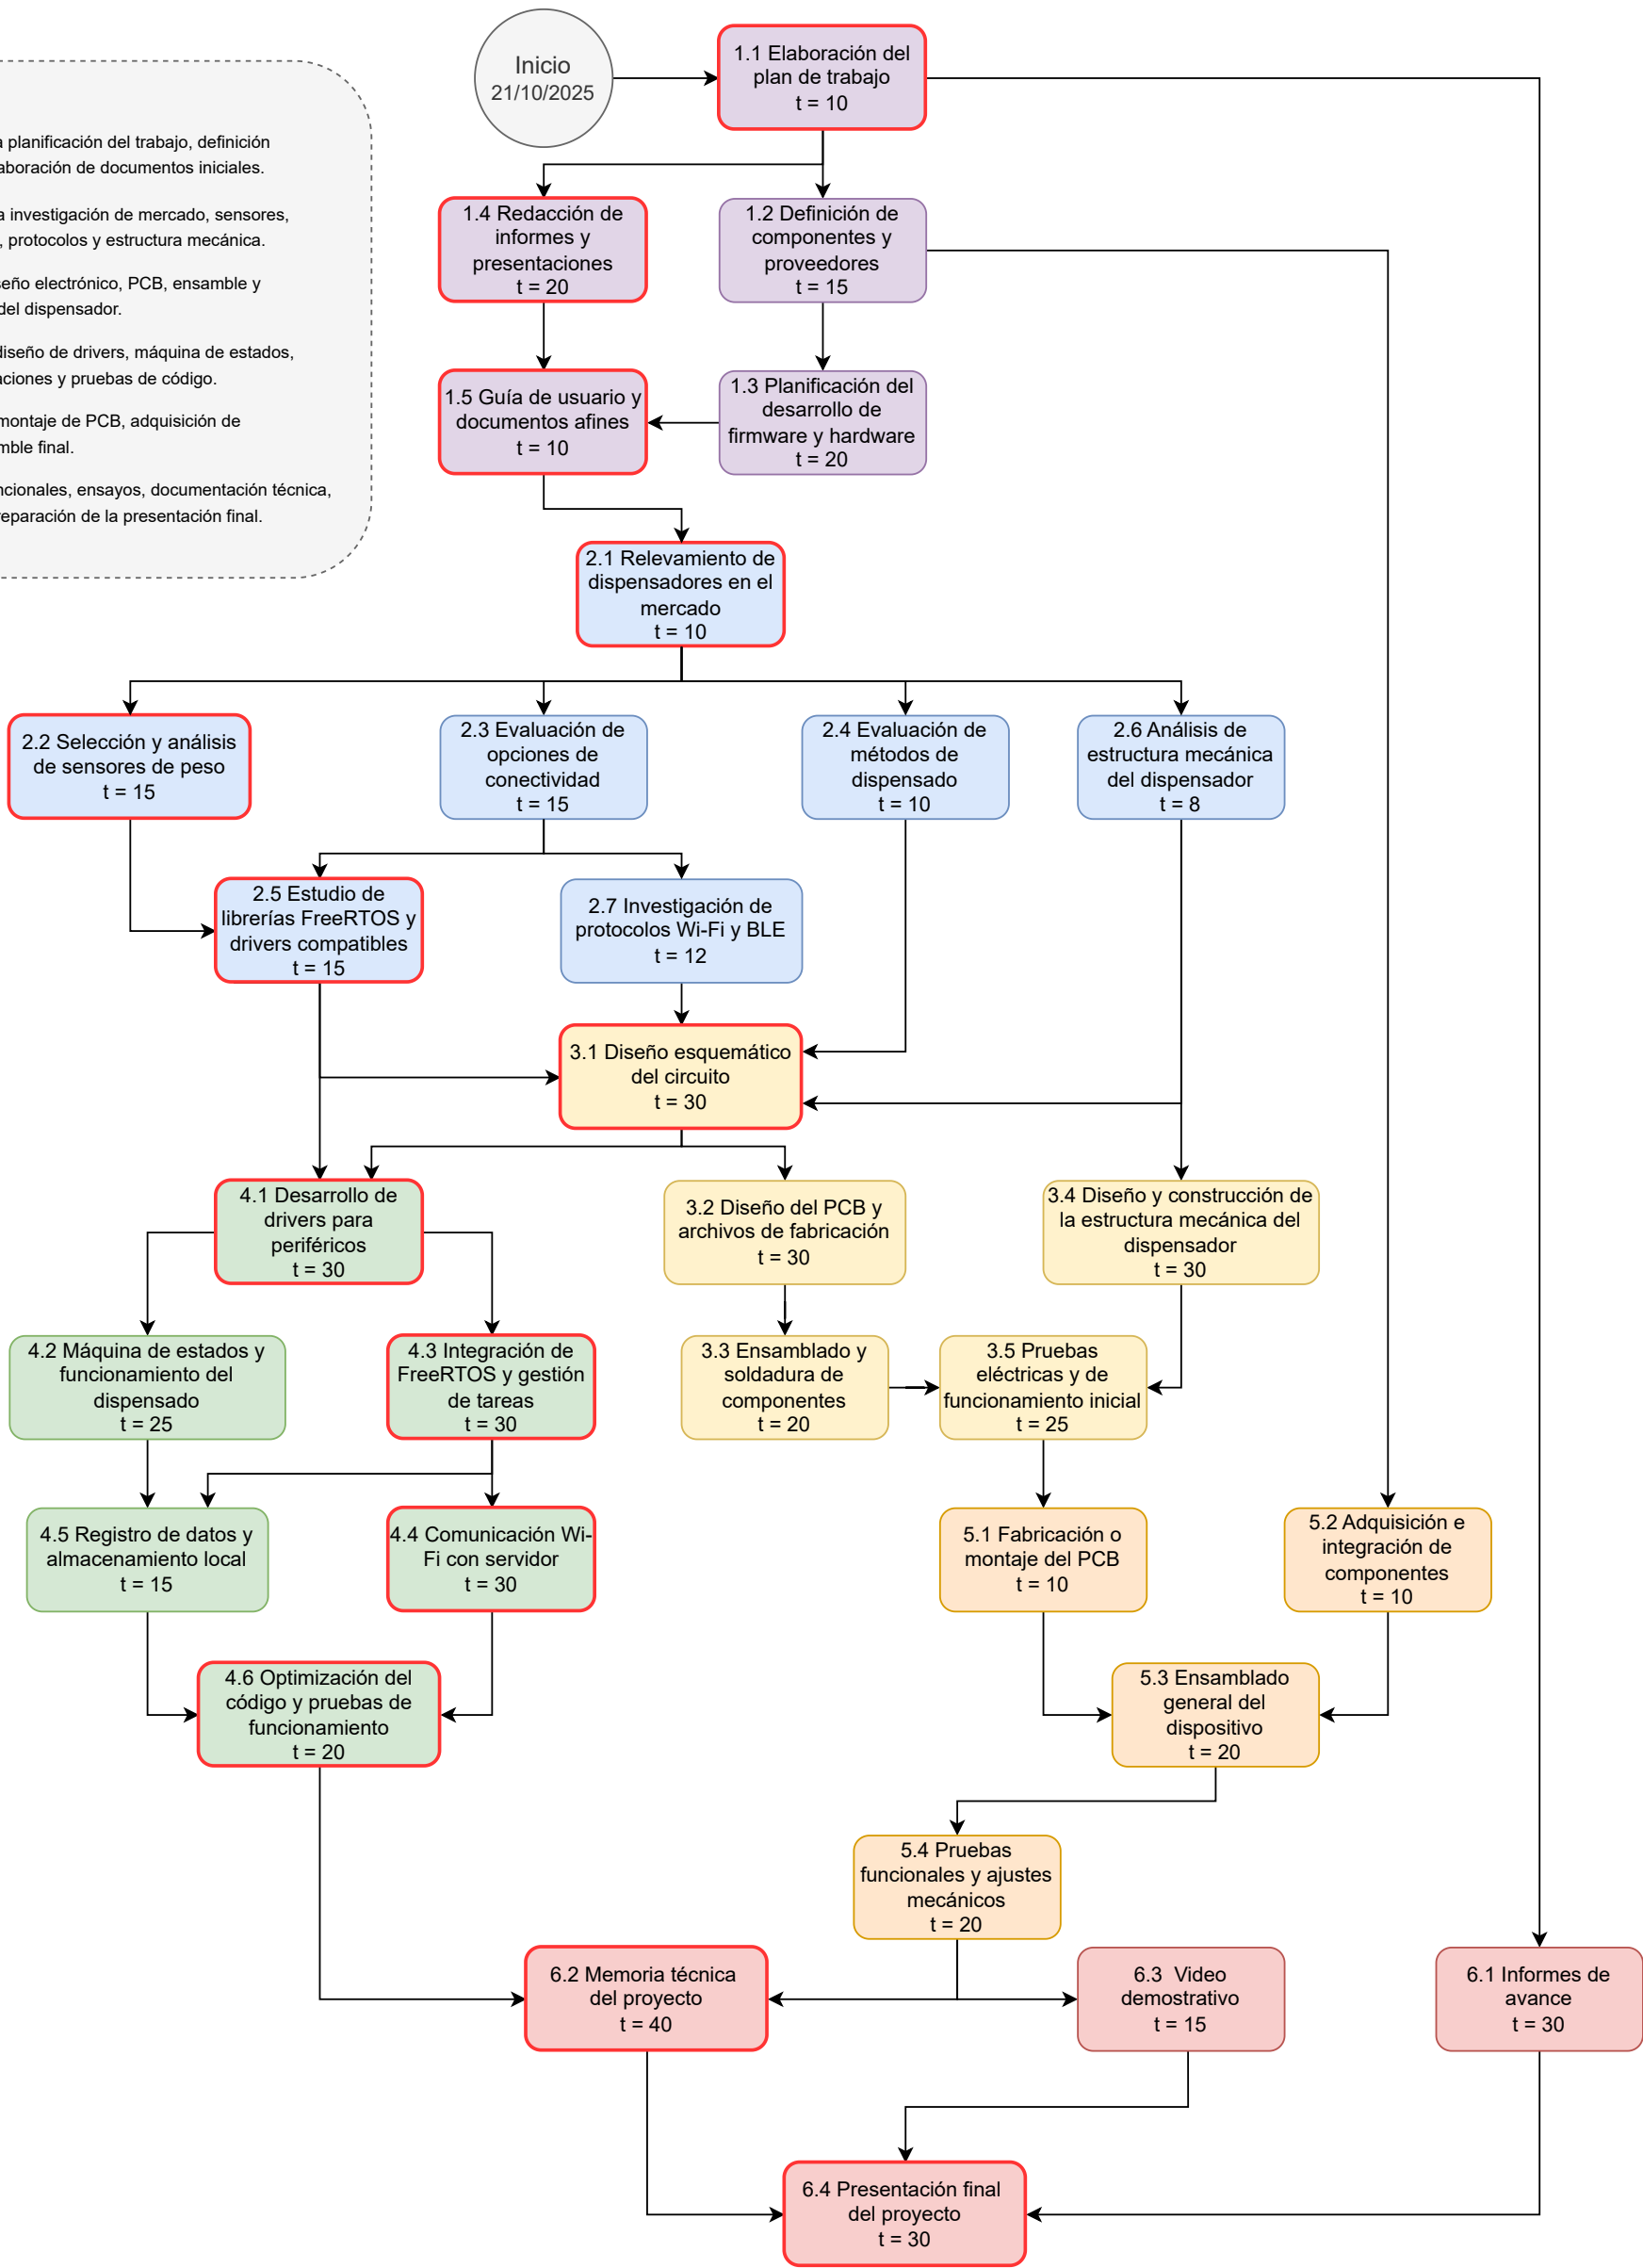 Inicio
21/10/2025
1.1 Elaboración del
plan de trabajo
t = 10
planificación del trabajo, definición
aboración de documentos iniciales.
a investigación de mercado, sensores,
, protocolos y estructura mecánica.
eño electrónico, PCB, ensamble y
del dispensador.
diseño de drivers, máquina de estados,
aciones y pruebas de código.
montaje de PCB, adquisición de
mble final.
ncionales, ensayos, documentación técnica,
reparación de la presentación final.
1.4 Redacción de
informes y
presentaciones
t = 20
1.2 Definición de
componentes y
proveedores
t = 15
1.5 Guía de usuario y
documentos afines
t = 10
1.3 Planificación del
desarrollo de
firmware y hardware
t = 20
2.1 Relevamiento de
dispensadores en el
mercado
t = 10
2.2 Selección y análisis
de sensores de peso
t = 15
2.3 Evaluación de
opciones de
conectividad
t = 15
2.4 Evaluación de
métodos de
dispensado
t = 10
2.6 Análisis de
estructura mecánica
del dispensador
t = 8
2.5 Estudio de
librerías FreeRTOS y
drivers compatibles
t = 15
2.7 Investigación de
protocolos Wi-Fi y BLE
t = 12
3.1 Diseño esquemático
del circuito
t = 30
4.1 Desarrollo de
drivers para
periféricos
t = 30
3.2 Diseño del PCB y
archivos de fabricación
t = 30
3.4 Diseño y construcción de
la estructura mecánica del
dispensador
t = 30
4.2 Máquina de estados y
funcionamiento del
dispensado
t = 25
4.3 Integración de
FreeRTOS y gestión
de tareas
t = 30
3.3 Ensamblado y
soldadura de
componentes
t = 20
3.5 Pruebas
eléctricas y de
funcionamiento inicial
t = 25
4.5 Registro de datos y
almacenamiento local
t = 15
4.4 Comunicación Wi-
Fi con servidor
t = 30
5.1 Fabricación o
montaje del PCB
t = 10
5.2 Adquisición e
integración de
componentes
t = 10
4.6 Optimización del
código y pruebas de
funcionamiento
t = 20
5.3 Ensamblado
general del
dispositivo
t = 20
5.4 Pruebas
funcionales y ajustes
mecánicos
t = 20
6.2 Memoria técnica
del proyecto
t = 40
6.3 Video
demostrativo
t = 15
6.1 Informes de
avance
t = 30
6.4 Presentación final
del proyecto
t = 30